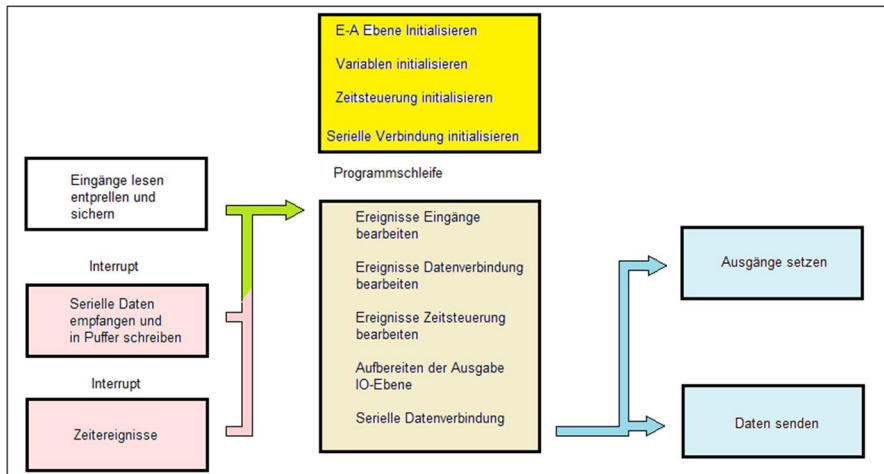 E-A Ebene Initialisieren
Variablen initialisieren
Zeitsteuerung initialisieren
Serielle Verbindung initialisieren
Programmschleife
Eingänge lesen
entprellen und
sichern
Interrupt
Serielle Daten
empfangen und
in Puffer schreiben
Interrupt
Zeitereignisse
Ereignisse Eingänge
bearbeiten
Ereignisse Datenverbindung
bearbeiten
Ereignisse Zeitsteuerung
bearbeiten
Aufbereiten der Ausgabe
IO-Ebene
Serielle Datenverbindung
Ausgänge setzen
Daten senden